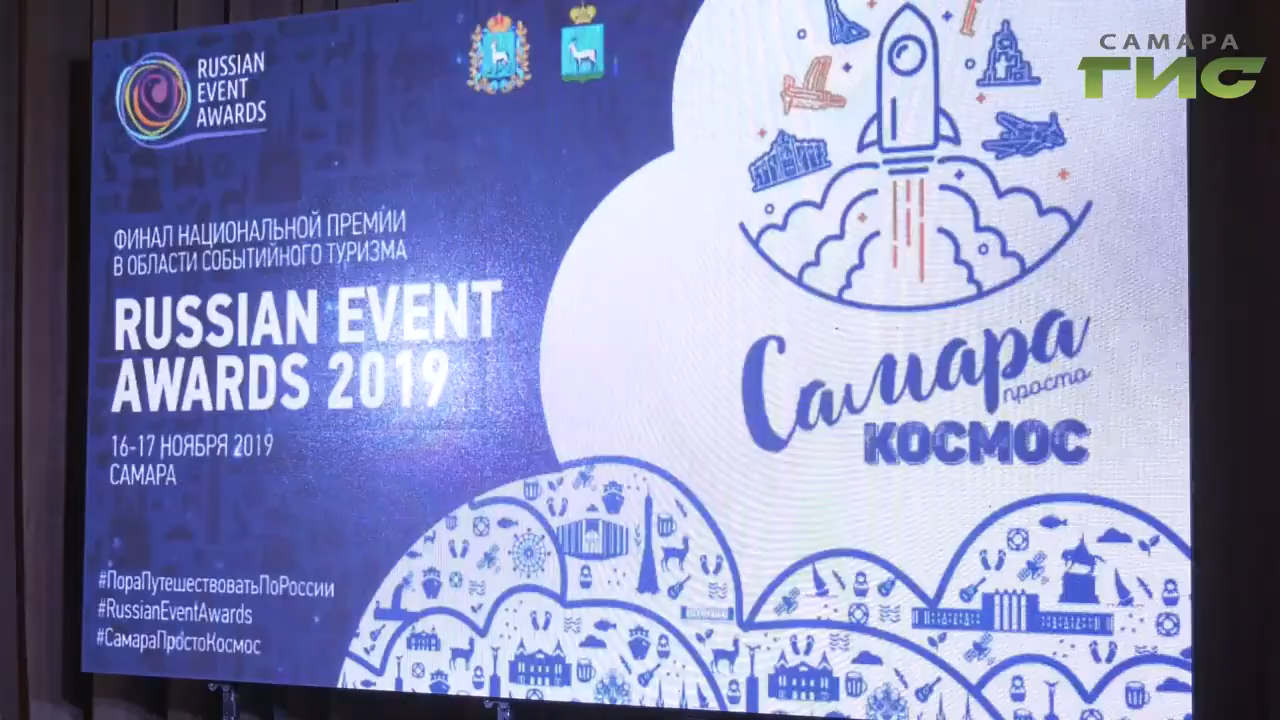 RUSSIAN
EVENT
AWARDS
САМАРА
ГИС
ФИНАЛ НАЦИОНАЛЬНОЙ ПРЕМИИ
В ОБЛАСТИ СОБЫТИЙНОГО ТУРИЗМА
RUSSIAN EVENT
AWARDS 2019
16-17 НОЯБРЯ 2019
САМАРА
Самара
просто
КОСМОС
#ПораПутешествоватьПоРоссии
#RussianEventAwards
#СамараПростоКосмос